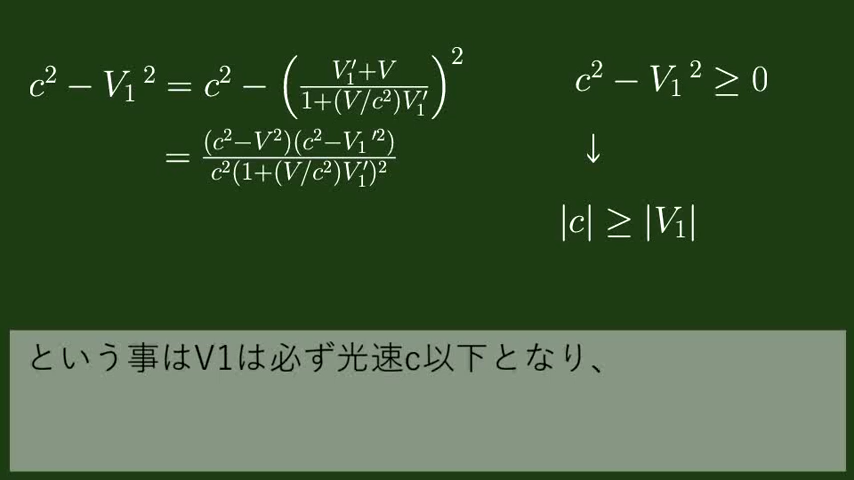 c² − V₁² = c² − ((V₁′+V)/(1+(V/c²)V₁′))²
= (c²−V²)(c²−V₁′²)/c²(1+(V/c²)V₁′)²
c² − V₁² ≥ 0
↓
|c| ≥ |V₁|
という事はV1は必ず光速c以下となり、